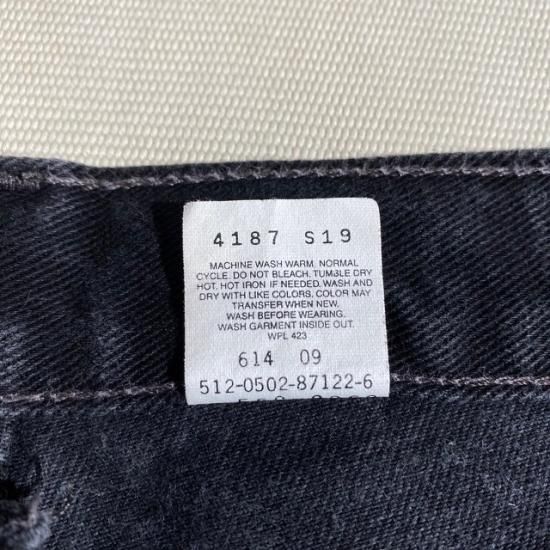 4187 S19
MACHINE WASH WARM. NORMAL
CYCLE. DO NOT BLEACH. TUMBLE DRY
HOT. HOT IRON IF NEEDED. WASH AND
DRY WITH LIKE COLORS. COLOR MAY
TRANSFER WHEN NEW.
WASH BEFORE WEARING.
WASH GARMENT INSIDE OUT.
WPL 423
614 09
512-0502-87122-6